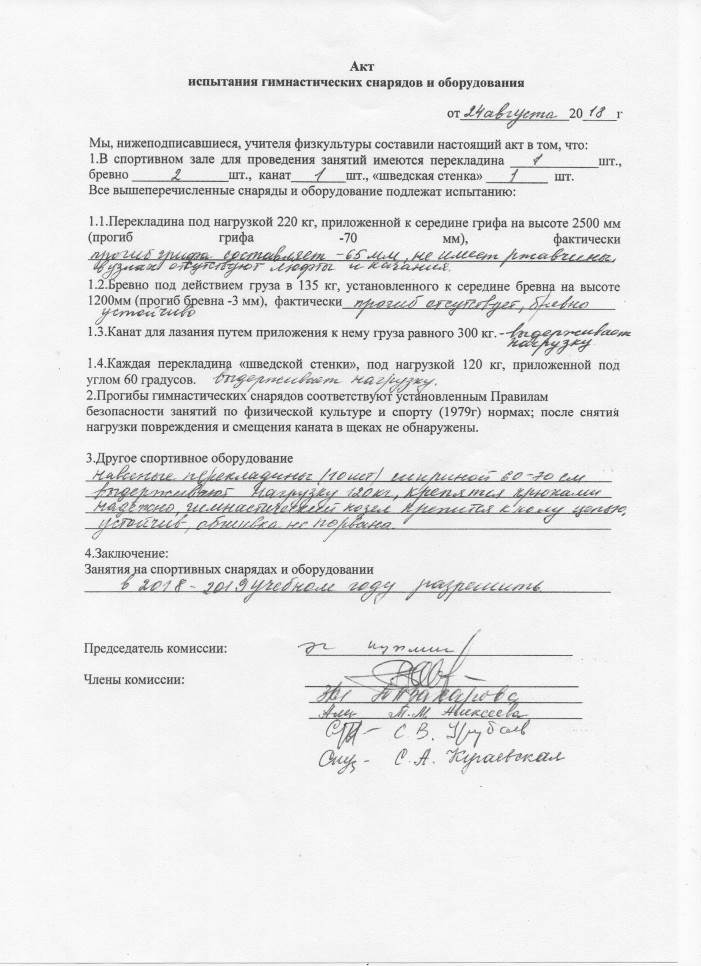 Акт
испытания гимнастических снарядов и оборудования
от 24 августа 2018 г
Мы, нижеподписавшиеся, учителя физкультуры составили настоящий акт в том, что:
1.В спортивном зале для проведения занятий имеются перекладина 1 шт.,
бревно 2 шт., канат 1 шт., «шведская стенка» 1 шт.
Все вышеперечисленные снаряды и оборудование подлежат испытанию:
1.1.Перекладина под нагрузкой 220 кг, приложенной к середине грифа на высоте 2500 мм
(прогиб грифа -70 мм), фактически
прогиб грифа составляет -65 мм, не имеет ржавчины,
в узлах отсутствуют люфты и качания.
1.2.Бревно под действием груза в 135 кг, установленного к середине бревна на высоте
1200мм (прогиб бревна -3 мм), фактически прогиб отсутствует, бревно
устойчиво
1.3.Канат для лазания путем приложения к нему груза равного 300 кг. - выдерживает
нагрузку
1.4.Каждая перекладина «шведской стенки», под нагрузкой 120 кг, приложенной под
углом 60 градусов. выдерживает нагрузку.
2.Прогибы гимнастических снарядов соответствуют установленным Правилам
безопасности занятий по физической культуре и спорту (1979г) нормах; после снятия
нагрузки повреждения и смещения каната в щеках не обнаружены.
3.Другое спортивное оборудование
навесные перекладины (10шт) шириной 60-70 см
выдерживают нагрузку 120кг, крепятся крюками
надежно, гимнастический козел крепится к полу цепью,
устойчив, обшивка не порвана.
4.Заключение:
Занятия на спортивных снарядах и оборудовании
в 2018-2019 учебном году разрешить.
Председатель комиссии:
Члены комиссии:
Захарова
Т.М. Алексеева
С.В.
С.А. Кугаевская